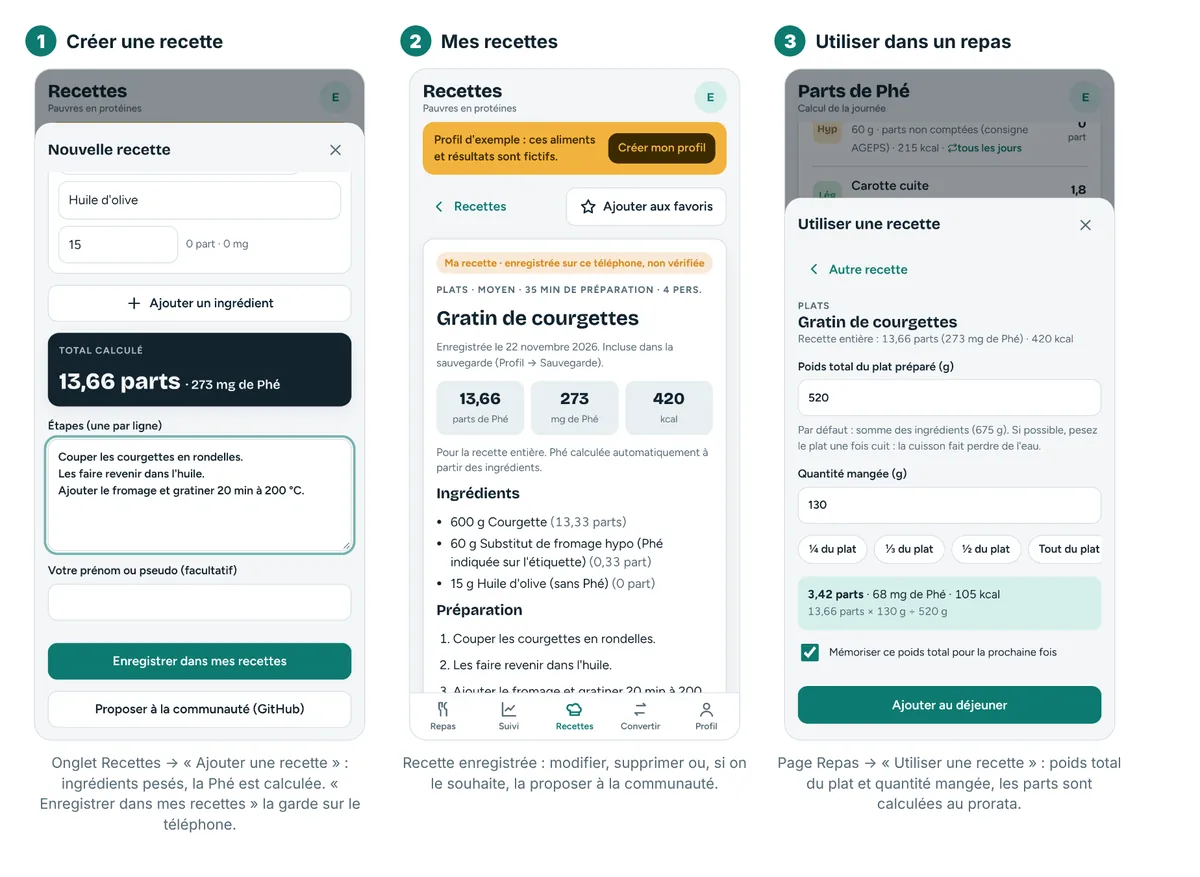 1 Créer une recette
Recettes
Pauvres en protéines
E
Nouvelle recette
Huile d'olive
15
0 part · 0 mg
+ Ajouter un ingrédient
TOTAL CALCULÉ
13,66 parts · 273 mg de Phé
Étapes (une par ligne)
Couper les courgettes en rondelles.
Les faire revenir dans l'huile.
Ajouter le fromage et gratiner 20 min à 200 °C.
Votre prénom ou pseudo (facultatif)
Enregistrer dans mes recettes
Proposer à la communauté (GitHub)
Onglet Recettes → « Ajouter une recette » :
ingrédients pesés, la Phé est calculée. «
Enregistrer dans mes recettes » la garde sur le
téléphone.
2 Mes recettes
Recettes
Pauvres en protéines
E
Profil d'exemple : ces aliments
et résultats sont fictifs.
Créer mon profil
Recettes
Ajouter aux favoris
Ma recette · enregistrée sur ce téléphone, non vérifiée
PLATS · MOYEN · 35 MIN DE PRÉPARATION · 4 PERS.
Gratin de courgettes
Enregistrée le 22 novembre 2026. Incluse dans la
sauvegarde (Profil → Sauvegarde).
13,66
parts de Phé
273
mg de Phé
420
kcal
Pour la recette entière. Phé calculée automatiquement à
partir des ingrédients.
Ingrédients
• 600 g Courgette (13,33 parts)
• 60 g Substitut de fromage hypo (Phé
indiquée sur l'étiquette) (0,33 part)
• 15 g Huile d'olive (sans Phé) (0 part)
Préparation
1. Couper les courgettes en rondelles.
2. Les faire revenir dans l'huile.
3. Ajouter le fromage et gratiner 20 min à 200
Repas
Suivi
Recettes
Convertir
Profil
Recette enregistrée : modifier, supprimer ou, si on
le souhaite, la proposer à la communauté.
3 Utiliser dans un repas
Parts de Phé
Calcul de la journée
E
Hyp
60 g · parts non comptées (consigne
AGEPS) · 215 kcal · tous les jours
0
part
Lég
Carotte cuite
1,8
Utiliser une recette
Autre recette
PLATS
Gratin de courgettes
Recette entière : 13,66 parts (273 mg de Phé) · 420 kcal
Poids total du plat préparé (g)
520
Par défaut : somme des ingrédients (675 g). Si possible, pesez
le plat une fois cuit : la cuisson fait perdre de l'eau.
Quantité mangée (g)
130
¼ du plat
⅓ du plat
½ du plat
Tout du plat
3,42 parts · 68 mg de Phé · 105 kcal
13,66 parts × 130 g ÷ 520 g
Mémoriser ce poids total pour la prochaine fois
Ajouter au déjeuner
Page Repas → « Utiliser une recette » : poids total
du plat et quantité mangée, les parts sont
calculées au prorata.